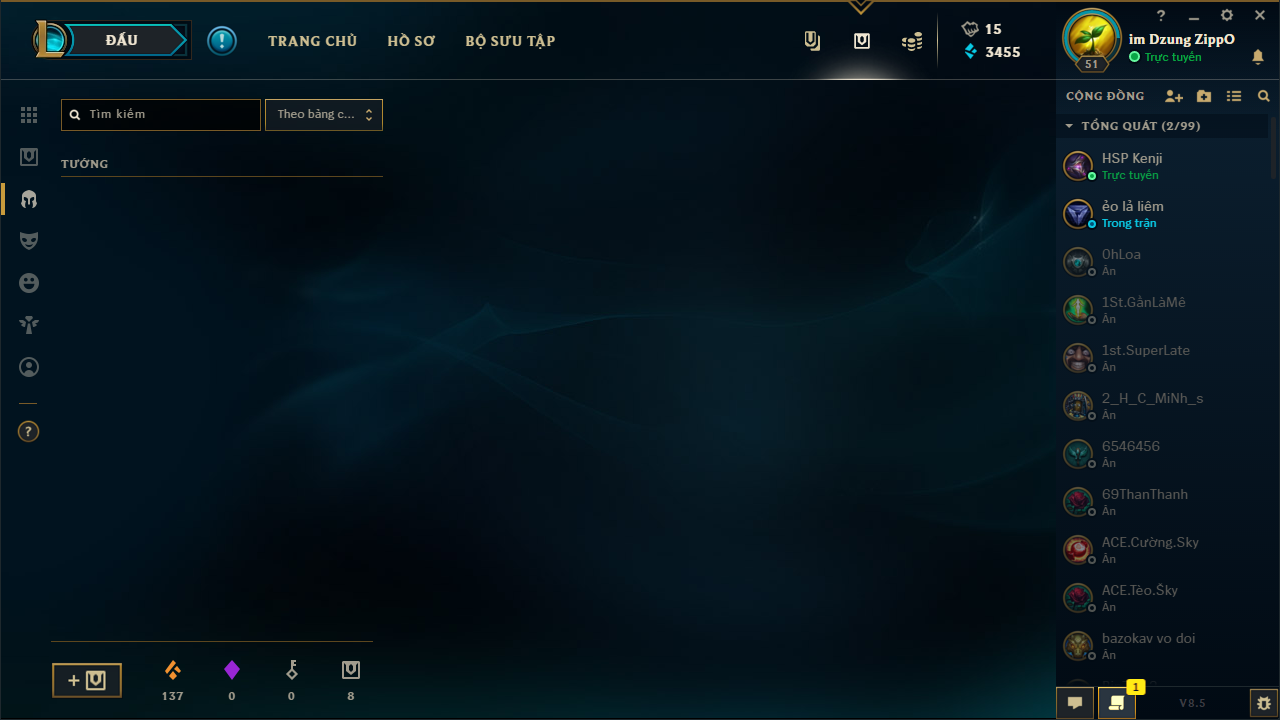 ĐẤU
TRANG CHỦ
HỒ SƠ
BỘ SƯU TẬP
15
3455
?
im Dzung ZippO
Trực tuyến
51
Tìm kiếm
Theo bảng c...
TƯỚNG
?
137
0
0
8
CỘNG ĐỒNG
TỔNG QUÁT (2/99)
HSP Kenji
Trực tuyến
ẻo lả liêm
Trong trận
0hLoa
Ẩn
1St.GắnLàMê
Ẩn
1st.SuperLate
Ẩn
2_H_C_MiNh_s
Ẩn
6546456
Ẩn
69ThanThanh
Ẩn
ACE.Cường.Sky
Ẩn
ACE.Tèo.Šky
Ẩn
bazokav vo doi
Ẩn
1
V8.5